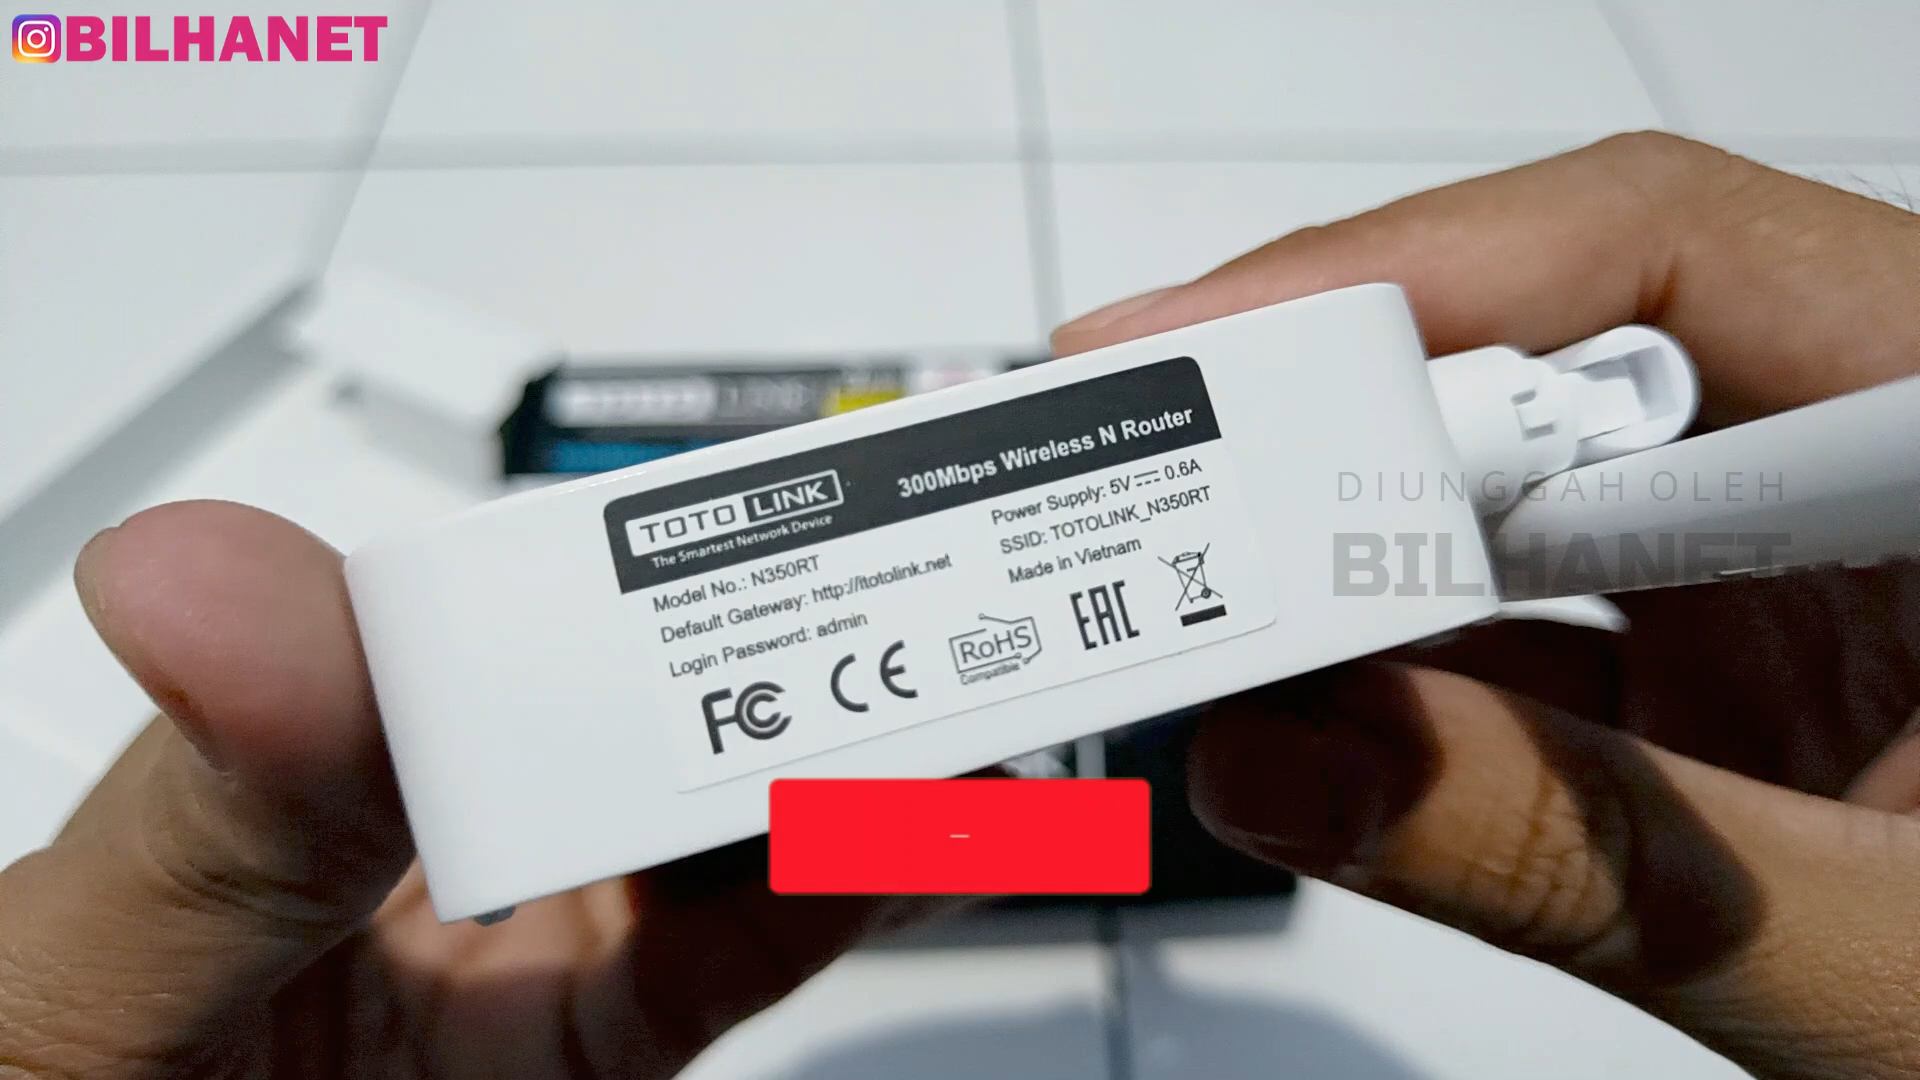 BILHANET
TOTO LINK
The Smartest Network Device
300Mbps Wireless N Router
Model No.: N350RT
Default Gateway: http://itotolink.net
Login Password: admin
Power Supply: 5V 0.6A
SSID: TOTOLINK_N350RT
Made in Vietnam
FC CE
RoHS
Compatible
EAC
DIUNGGAH OLEH
BILHANET